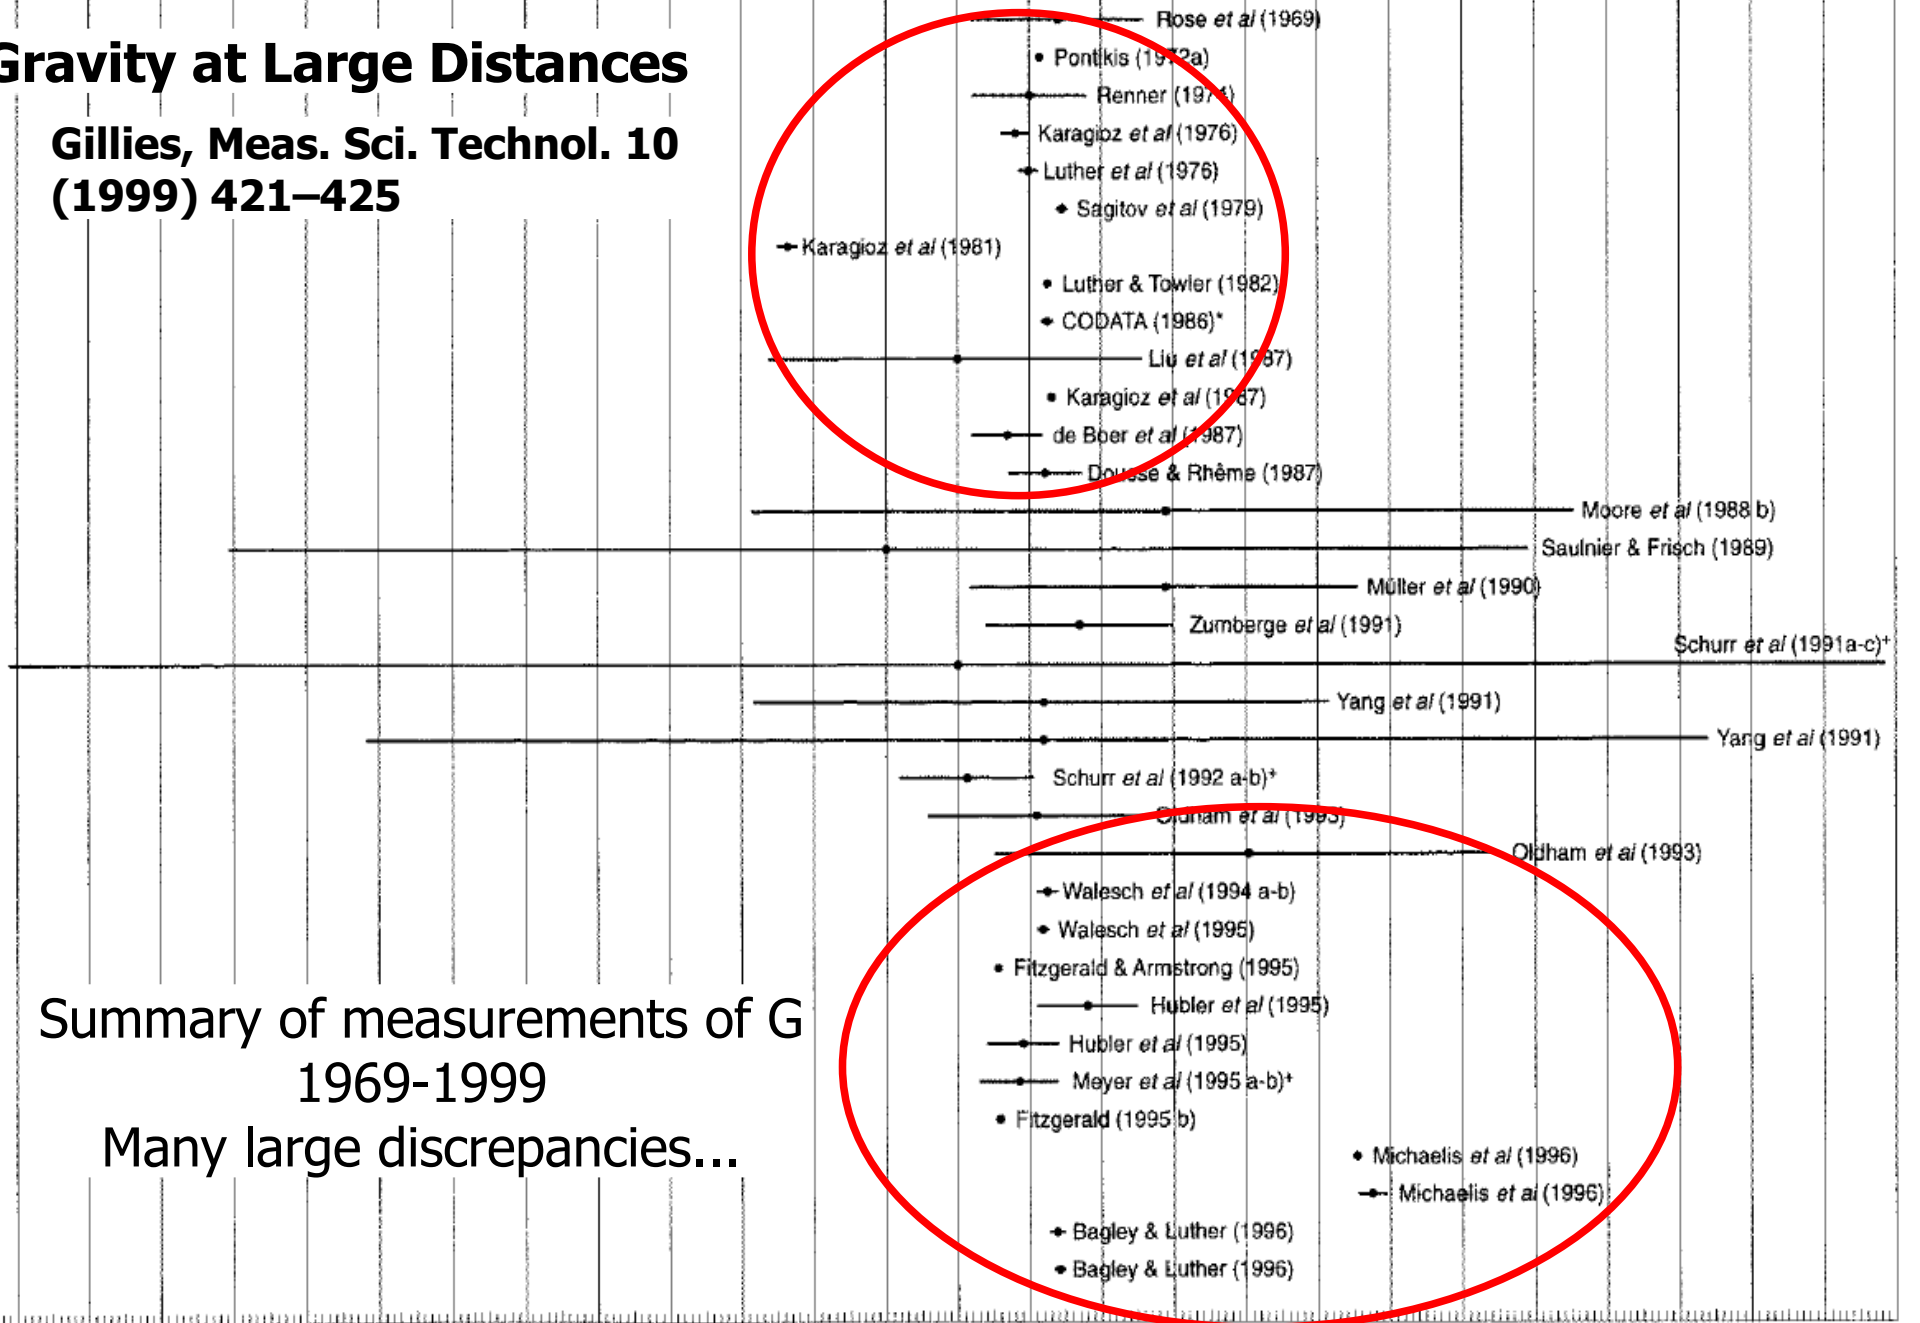 Gravity at Large Distances
Gillies, Meas. Sci. Technol. 10
(1999) 421–425
Rose et al (1969)
Pontikis (1972a)
Renner (1974)
Karagioz et al (1976)
Luther et al (1976)
Sagitov et al (1979)
Karagioz et al (1981)
Luther & Towler (1982)
CODATA (1986)*
Liu et al (1987)
Karagioz et al (1987)
de Boer et al (1987)
Dousse & Rhême (1987)
Moore et al (1988 b)
Saulnier & Frisch (1989)
Müller et al (1990)
Zumberge et al (1991)
Schurr et al (1991a-c)+
Yang et al (1991)
Yang et al (1991)
Schurr et al (1992 a-b)+
Oldham et al (1993)
Oldham et al (1993)
Walesch et al (1994 a-b)
Walesch et al (1995)
Fitzgerald & Armstrong (1995)
Hubler et al (1995)
Hubler et al (1995)
Meyer et al (1995 a-b)+
Fitzgerald (1995 b)
Michaelis et al (1996)
Michaelis et al (1996)
Bagley & Luther (1996)
Bagley & Luther (1996)
Summary of measurements of G
1969-1999
Many large discrepancies...